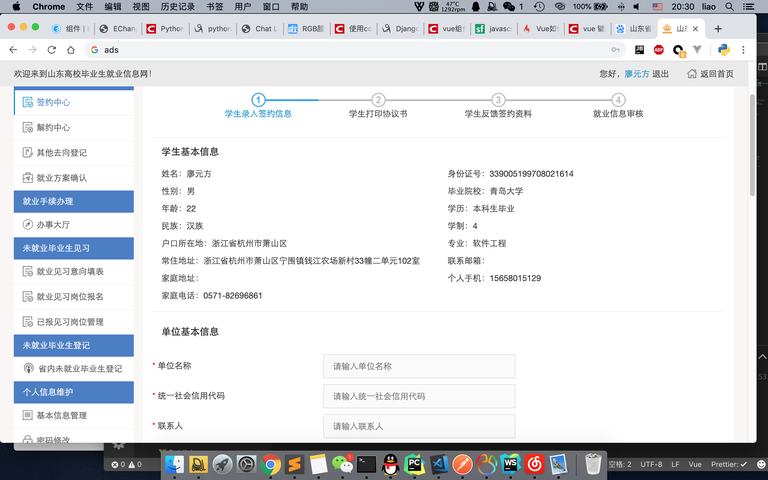 Chrome 文件 编辑 视图 历史记录 书签 用户 窗口 帮助 47°C 1292rpm 1 100% 20:30 liao
组件 | EChang Python python Chat L RGB颜 使用co Djang vue组件 sf javasc Vue如 vue 山东省 山东
ads
欢迎来到山东高校毕业生就业信息网！ 您好，廖元方 退出 返回首页
签约中心
解约中心
其他去向登记
就业方案确认
就业手续办理
办事大厅
未就业毕业生见习
就业见习意向填表
就业见习岗位报名
已报见习岗位管理
未就业毕业生登记
省内未就业毕业生登记
个人信息维护
基本信息管理
密码修改
1 2 3 4
学生录入签约信息 学生打印协议书 学生反馈签约资料 就业信息审核
学生基本信息
姓名：廖元方 身份证号：339005199708021614
性别：男 毕业院校：青岛大学
年龄：22 学历：本科生毕业
民族：汉族 学制：4
户口所在地：浙江省杭州市萧山区 专业：软件工程
常住地址：浙江省杭州市萧山区宁围镇钱江农场新村33幢二单元102室 联系邮箱：
家庭地址： 个人手机：15658015129
家庭电话：0571-82696861
单位基本信息
* 单位名称 请输入单位名称
* 统一社会信用代码 请输入统一社会信用代码
* 联系人 请输入联系人
0 0 空格: 2 UTF-8 LF Vue Prettier: ✓